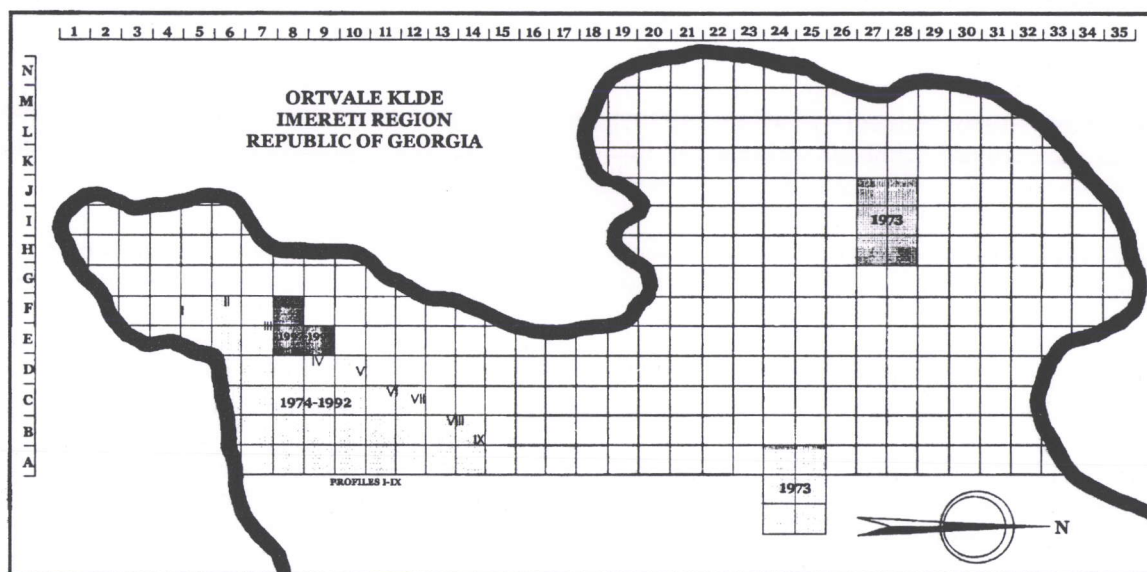 1 2 3 4 5 6 7 8 9 10 11 12 13 14 15 16 17 18 19 20 21 22 23 24 25 26 27 28 29 30 31 32 33 34 35
ORTVALE KLDE
IMERETI REGION
REPUBLIC OF GEORGIA
N
M
L
K
J
I
H
G
F
E
D
C
B
A
1973
I
II
III
IV
V
VI
VII
VIII
IX
1974-1992
PROFILES I-IX
1973
N